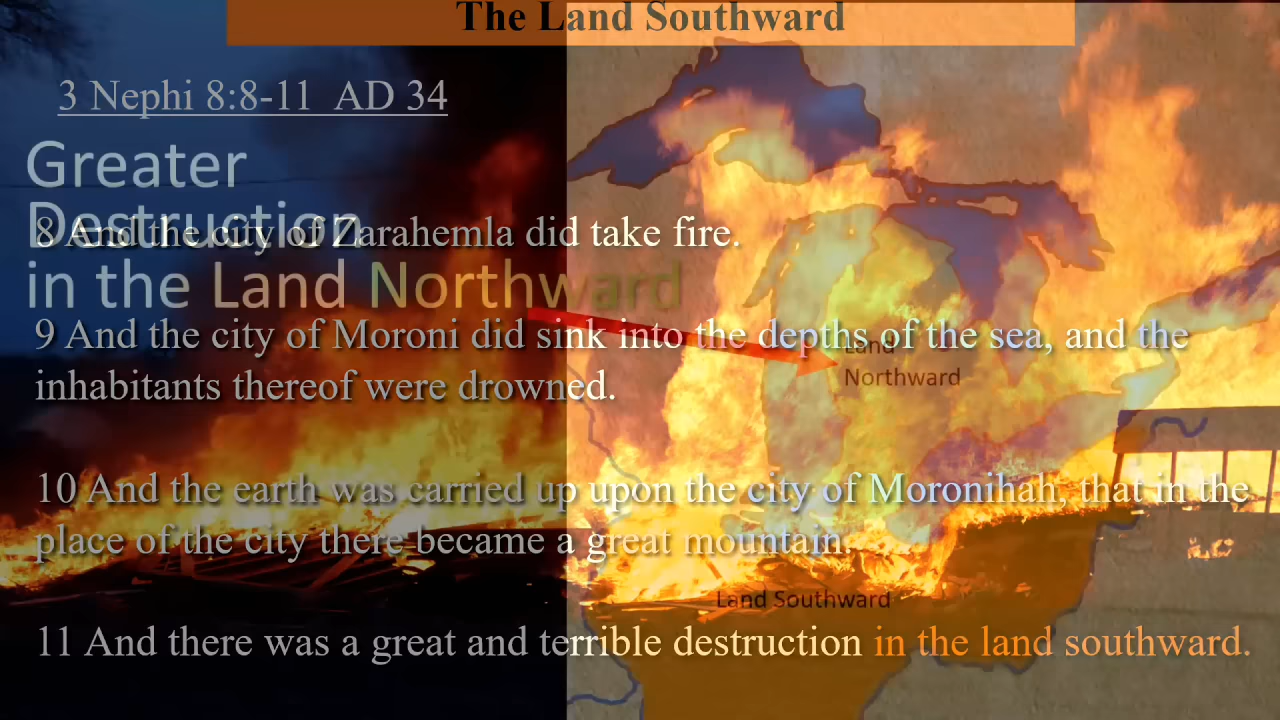 The Land Southward
3 Nephi 8:8-11 AD 34
Greater
Destruction
in the Land Northward
8 And the city of Zarahemla did take fire.
9 And the city of Moroni did sink into the depths of the sea, and the
inhabitants thereof were drowned.
Land
Northward
10 And the earth was carried up upon the city of Moronihah, that in the
place of the city there became a great mountain.
Land Southward
11 And there was a great and terrible destruction in the land southward.